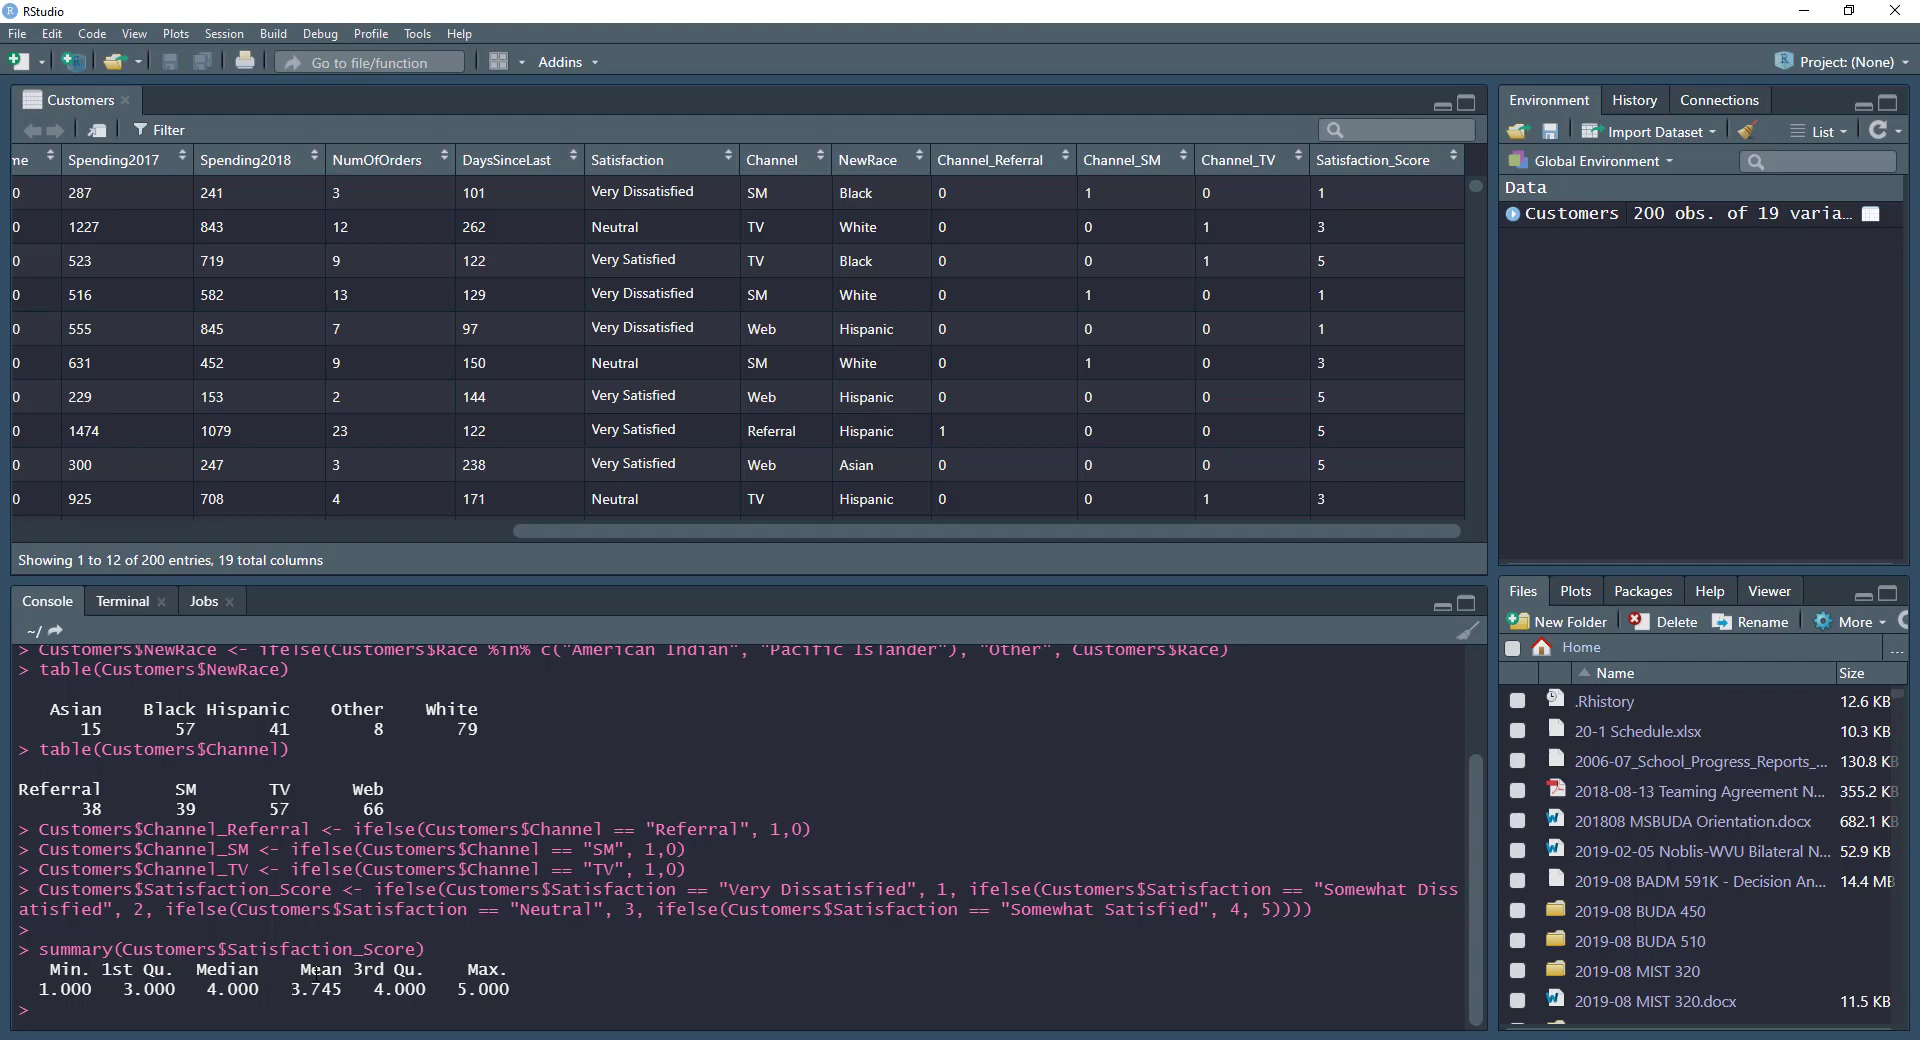 RStudio
File Edit Code View Plots Session Build Debug Profile Tools Help
Go to file/function Addins Project: (None)
Customers
Filter
me Spending2017 Spending2018 NumOfOrders DaysSinceLast Satisfaction Channel NewRace Channel_Referral Channel_SM Channel_TV Satisfaction_Score
0 287 241 3 101 Very Dissatisfied SM Black 0 1 0 1
0 1227 843 12 262 Neutral TV White 0 0 1 3
0 523 719 9 122 Very Satisfied TV Black 0 0 1 5
0 516 582 13 129 Very Dissatisfied SM White 0 1 0 1
0 555 845 7 97 Very Dissatisfied Web Hispanic 0 0 0 1
0 631 452 9 150 Neutral SM White 0 1 0 3
0 229 153 2 144 Very Satisfied Web Hispanic 0 0 0 5
0 1474 1079 23 122 Very Satisfied Referral Hispanic 1 0 0 5
0 300 247 3 238 Very Satisfied Web Asian 0 0 0 5
0 925 708 4 171 Neutral TV Hispanic 0 0 1 3
Showing 1 to 12 of 200 entries, 19 total columns
Console Terminal Jobs
~/
> Customers$NewRace <- ifelse(Customers$Race %in% c("American Indian", "Pacific Islander"), "Other", Customers$Race)
> table(Customers$NewRace)
Asian Black Hispanic Other White
15 57 41 8 79
> table(Customers$Channel)
Referral SM TV Web
38 39 57 66
> Customers$Channel_Referral <- ifelse(Customers$Channel == "Referral", 1,0)
> Customers$Channel_SM <- ifelse(Customers$Channel == "SM", 1,0)
> Customers$Channel_TV <- ifelse(Customers$Channel == "TV", 1,0)
> Customers$Satisfaction_Score <- ifelse(Customers$Satisfaction == "Very Dissatisfied", 1, ifelse(Customers$Satisfaction == "Somewhat Diss
atisfied", 2, ifelse(Customers$Satisfaction == "Neutral", 3, ifelse(Customers$Satisfaction == "Somewhat Satisfied", 4, 5))))
>
> summary(Customers$Satisfaction_Score)
Min. 1st Qu. Median Mean 3rd Qu. Max.
1.000 3.000 4.000 3.745 4.000 5.000
>
Environment History Connections
Import Dataset List
Global Environment
Data
Customers 200 obs. of 19 varia…
Files Plots Packages Help Viewer
New Folder Delete Rename More
Home ...
Name Size
.Rhistory 12.6 KB
20-1 Schedule.xlsx 10.3 KB
2006-07_School_Progress_Reports_... 130.8 KB
2018-08-13 Teaming Agreement N... 355.2 KB
201808 MSBUDA Orientation.docx 682.1 KB
2019-02-05 Noblis-WVU Bilateral N... 52.9 KB
2019-08 BADM 591K - Decision An... 14.4 MB
2019-08 BUDA 450
2019-08 BUDA 510
2019-08 MIST 320
2019-08 MIST 320.docx 11.5 KB